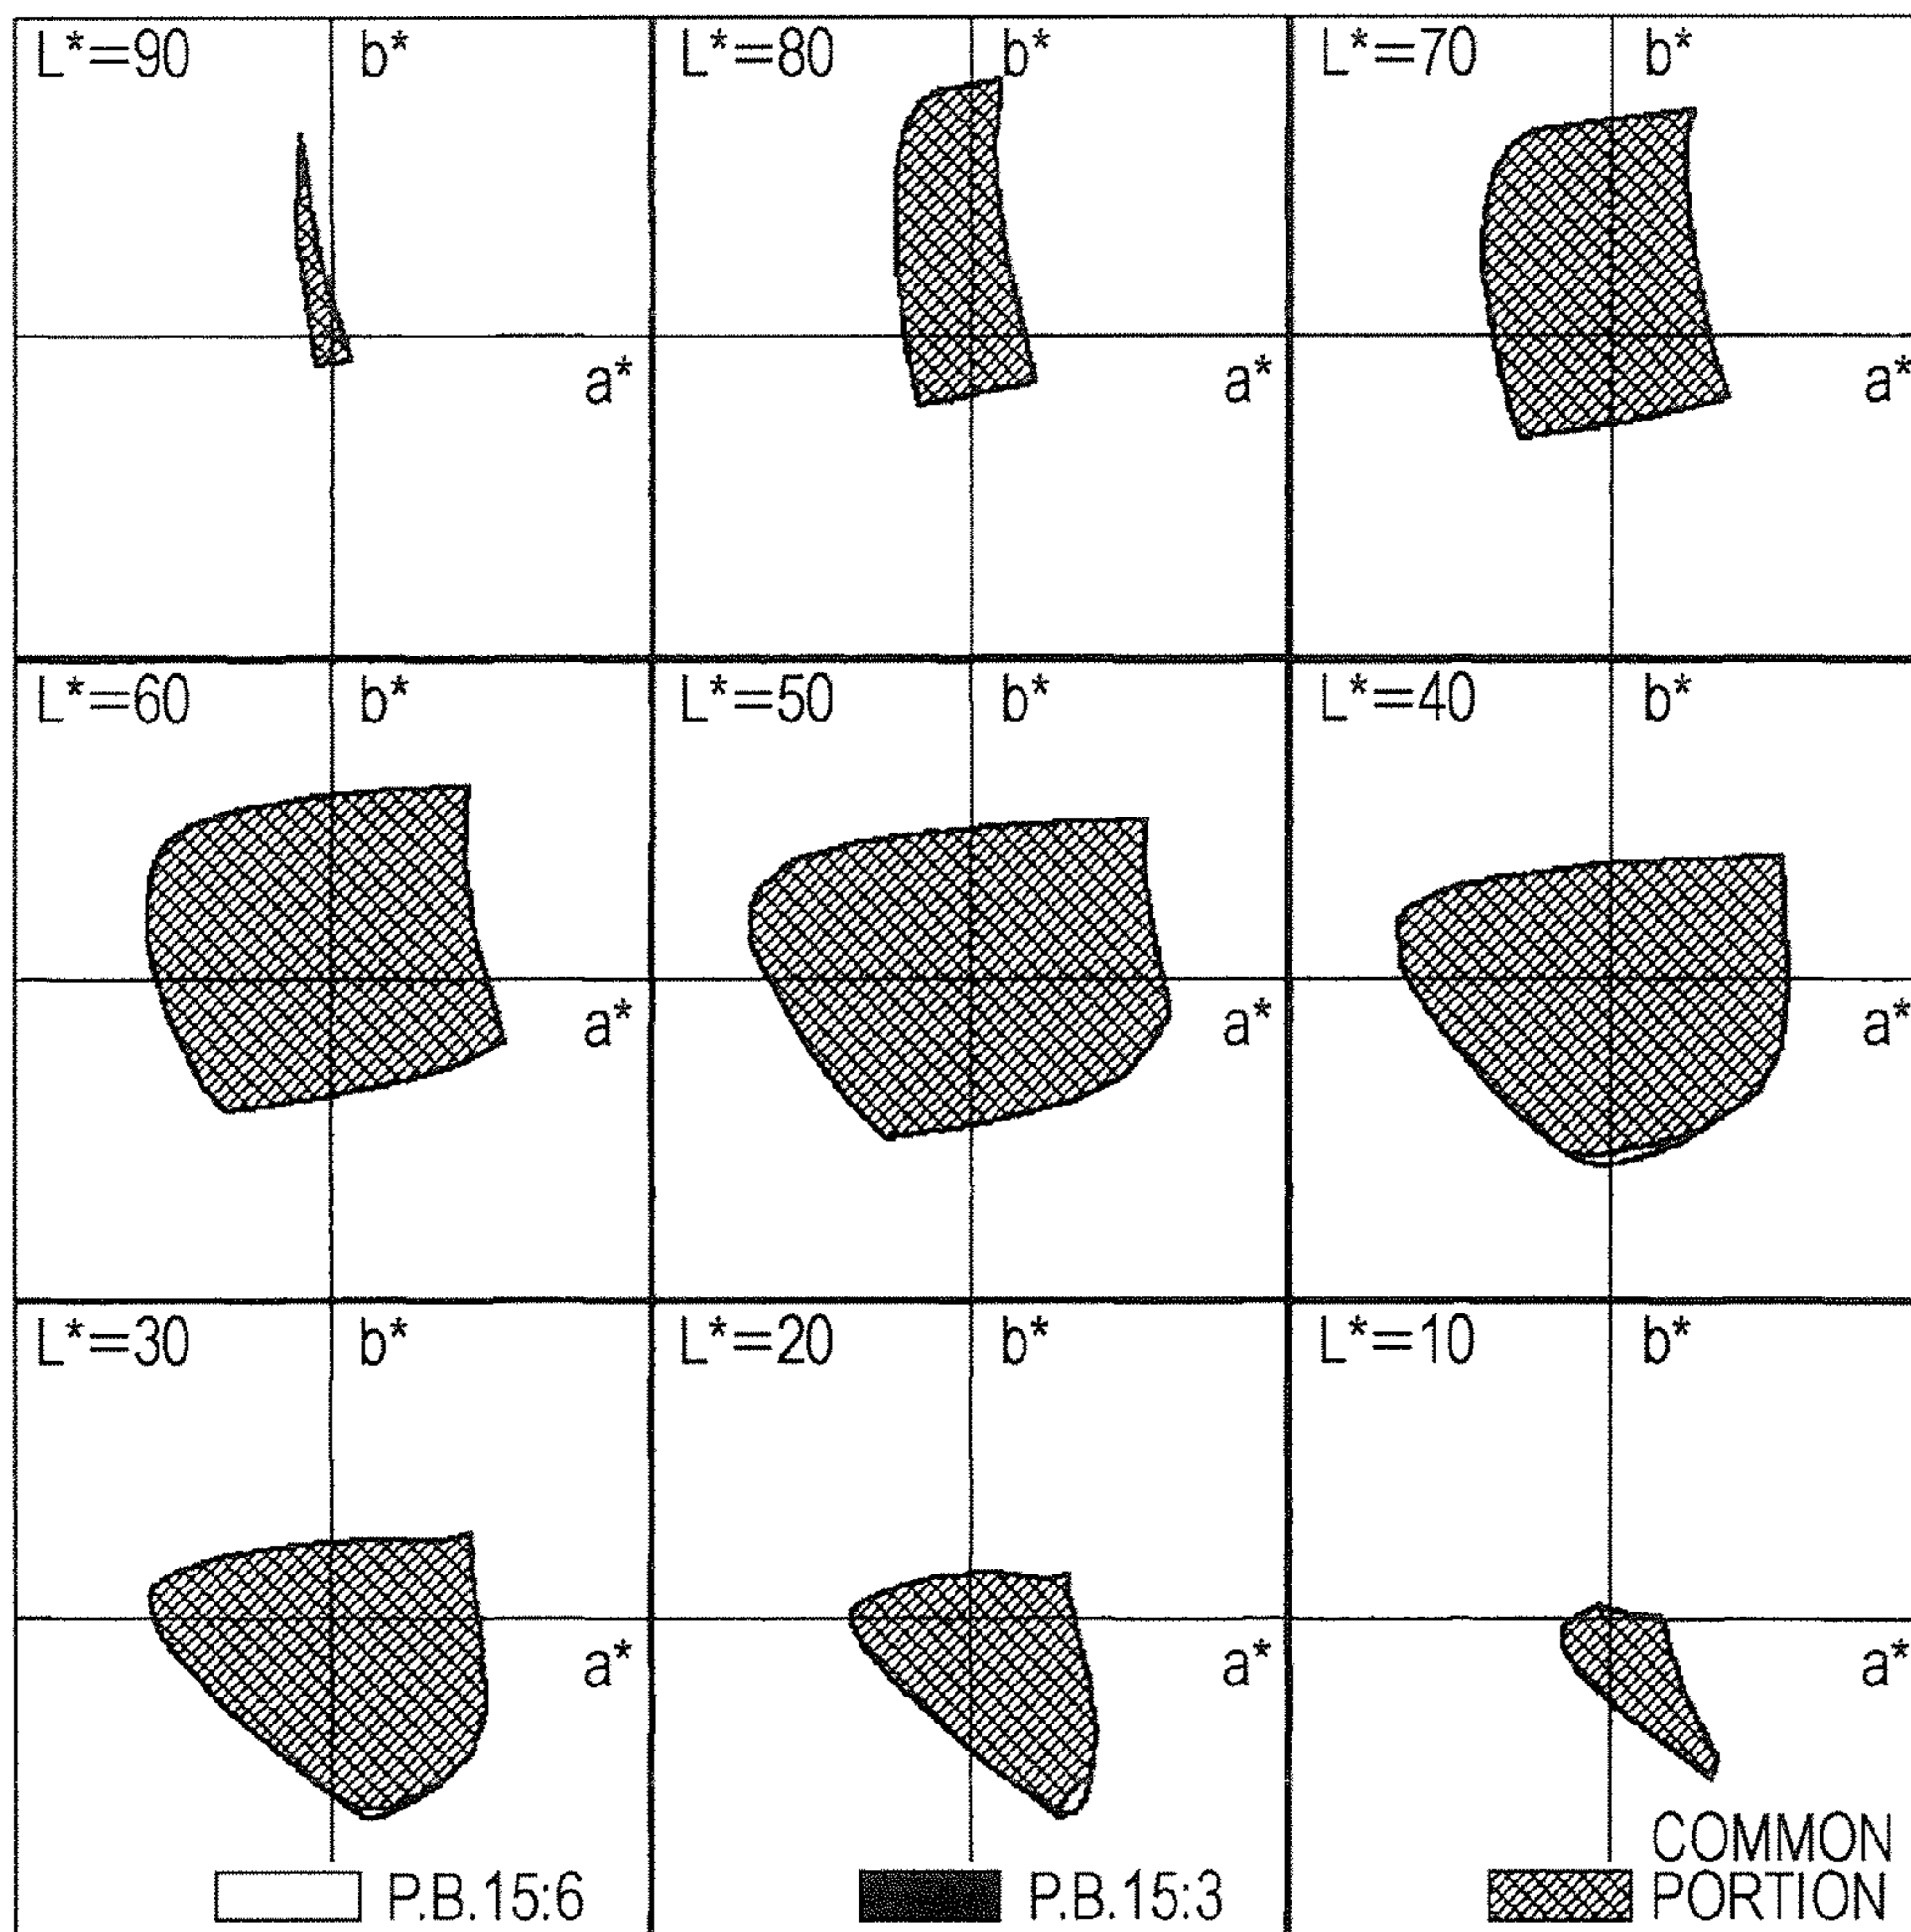 L*=90 b*
a*
L*=80 b*
a*
L*=70 b*
a*
L*=60 b*
a*
L*=50 b*
a*
L*=40 b*
a*
L*=30 b*
a*
L*=20 b*
a*
L*=10 b*
a*
P.B.15:6
P.B.15:3
COMMON
PORTION